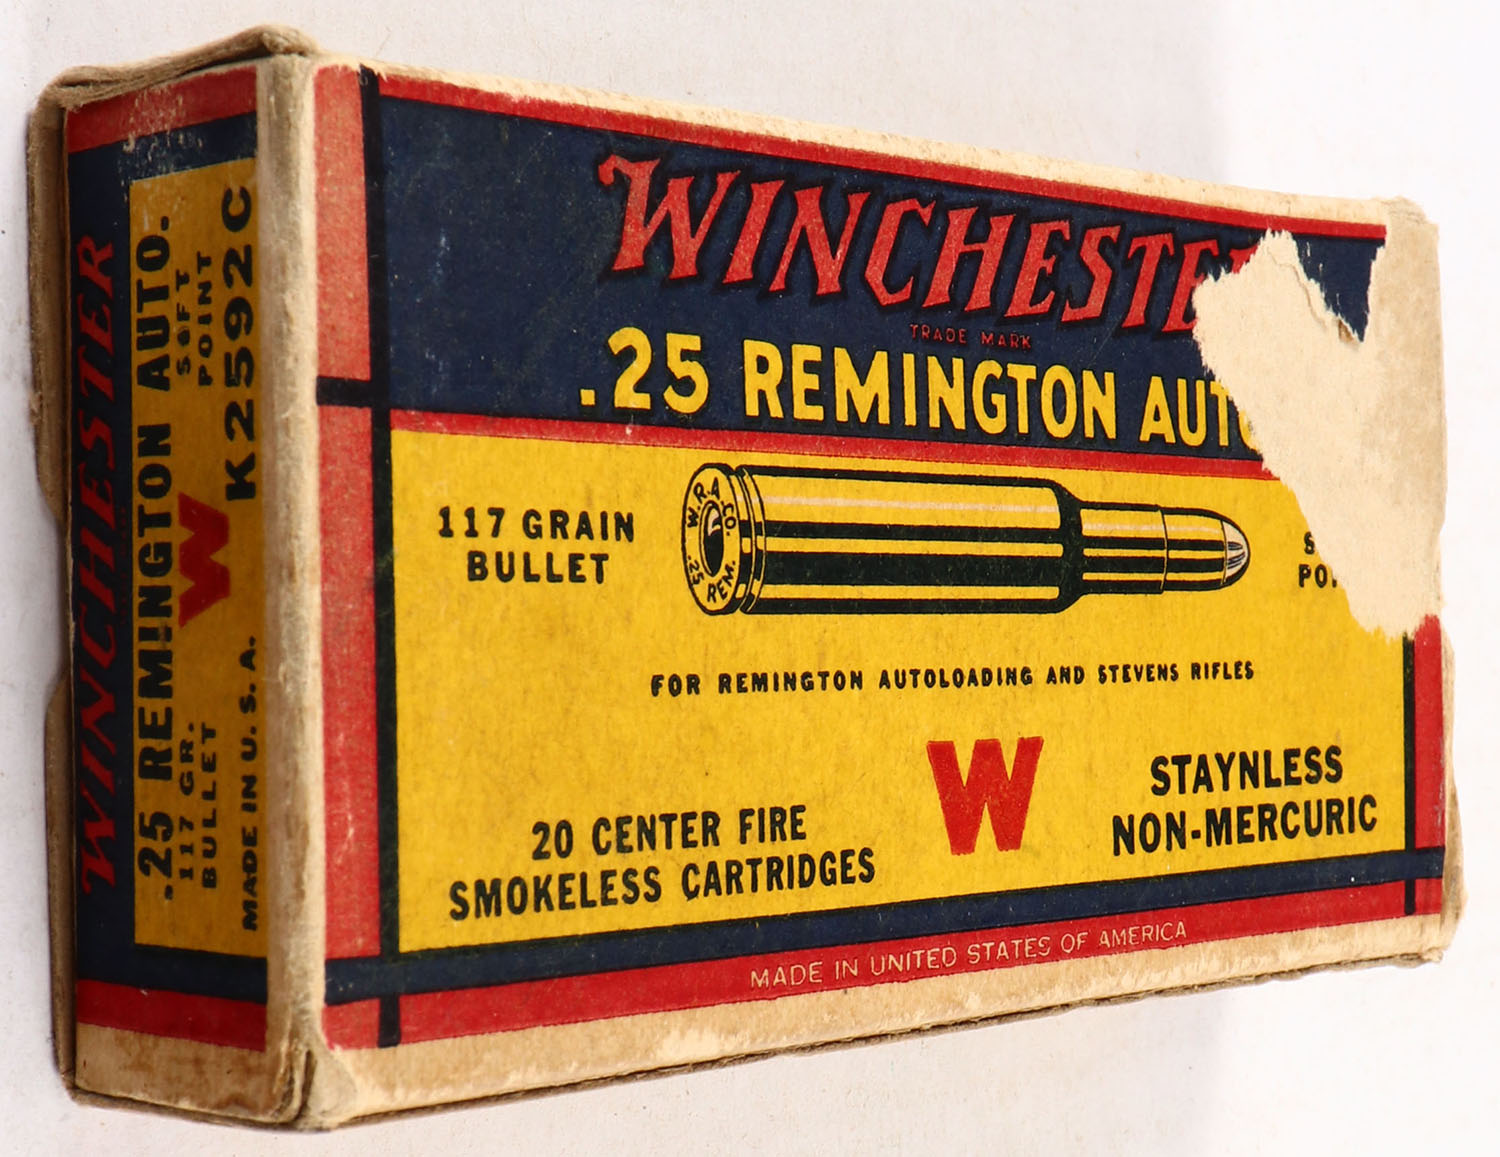 WINCHESTER
.25 REMINGTON AUTO.
117 GR.
BULLET
W
SOFT
POINT
MADE IN U.S.A.
K2592C
WINCHESTE
TRADE MARK
.25 REMINGTON AUT
117 GRAIN
BULLET
W.R.A. CO.
.25 REM.
S
PO
FOR REMINGTON AUTOLOADING AND STEVENS RIFLES
20 CENTER FIRE
SMOKELESS CARTRIDGES
W
STAYNLESS
NON-MERCURIC
MADE IN UNITED STATES OF AMERICA